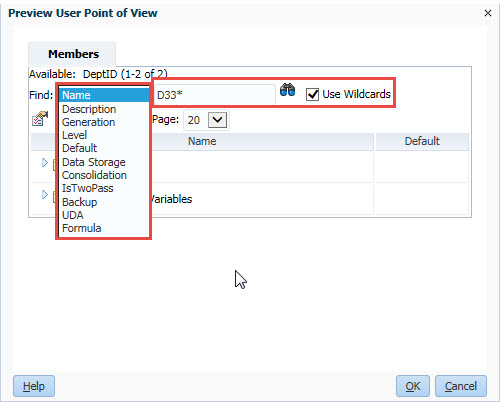 Preview User Point of View
Members
Available: DeptID (1-2 of 2)
Find: Name D33* Use Wildcards
Description
Generation
Page: 20
Level
Default
Name Default
Data Storage
Consolidation
IsTwoPass
Backup
Variables
UDA
Formula
Help OK Cancel